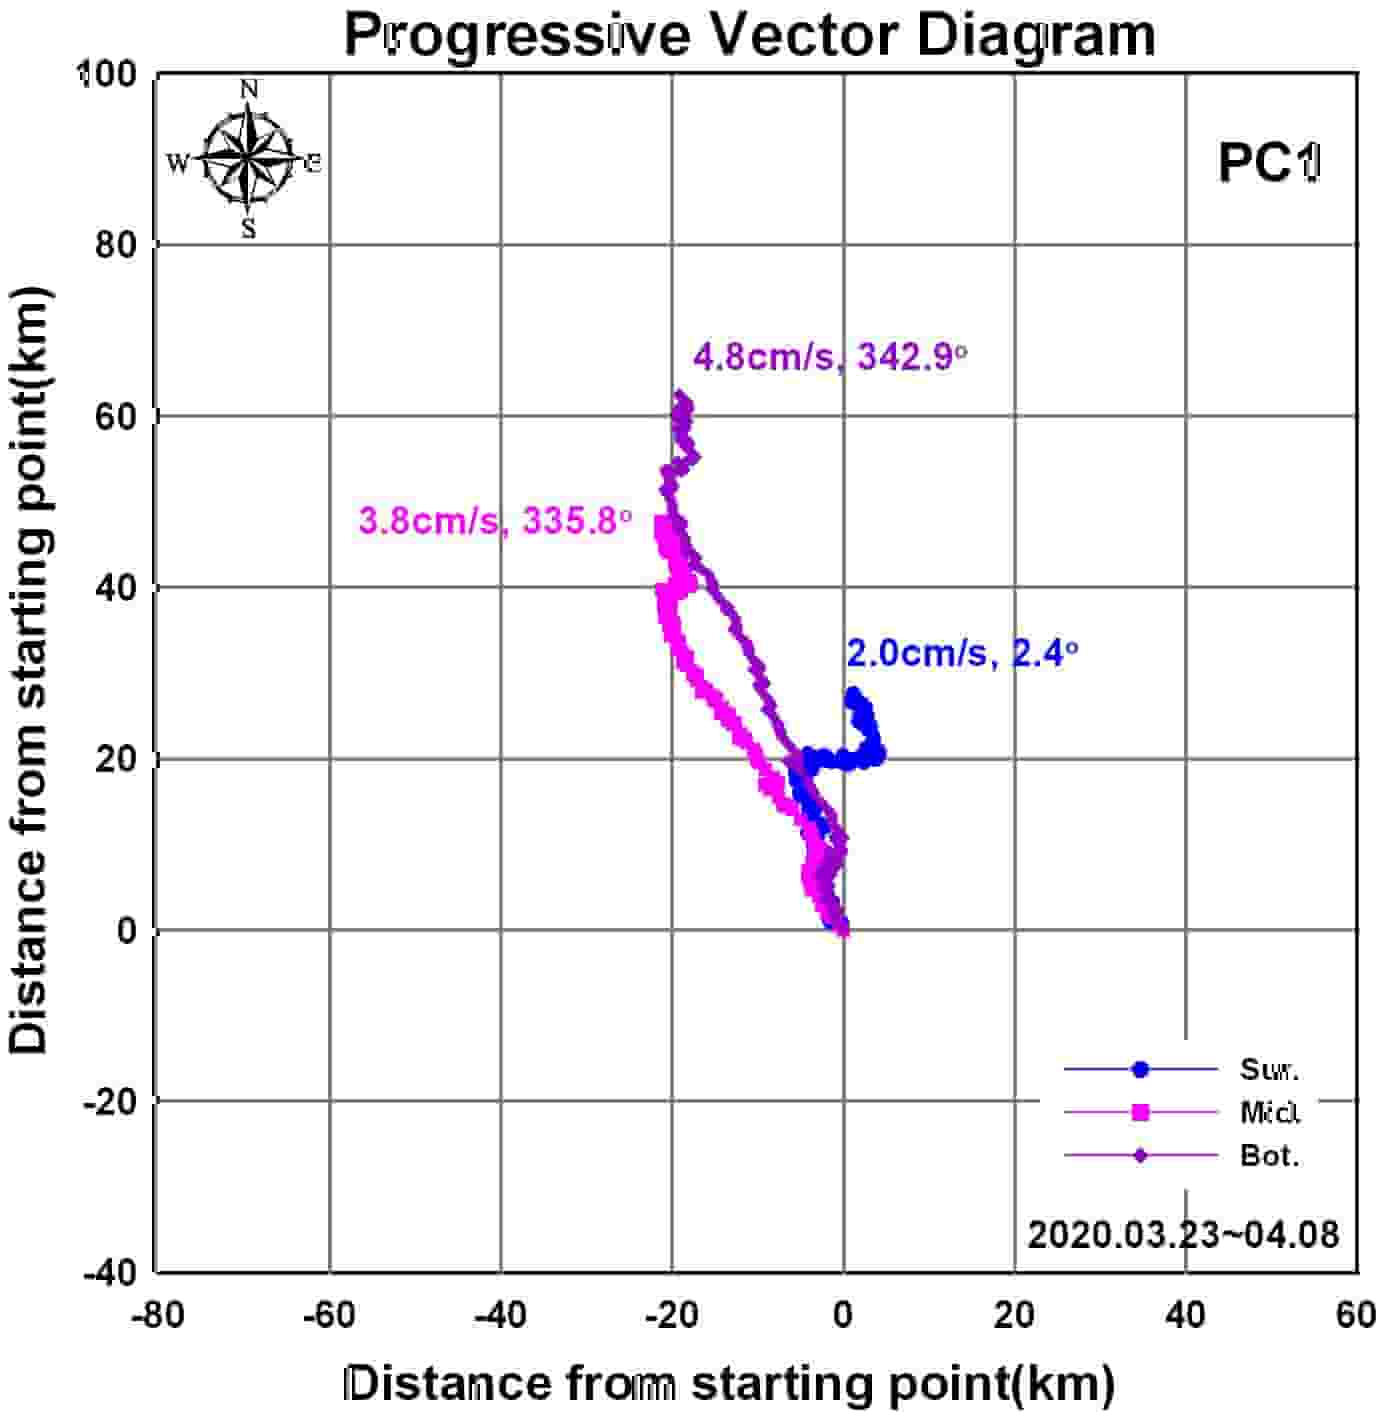 Progressive Vector Diagram
100
80
60
40
20
0
-20
-40
Distance from starting point(km)
N
W
E
S
PC1
4.8cm/s, 342.9°
3.8cm/s, 335.8°
2.0cm/s, 2.4°
Sur.
Mid.
Bot.
2020.03.23~04.08
-80 -60 -40 -20 0 20 40 60
Distance from starting point(km)